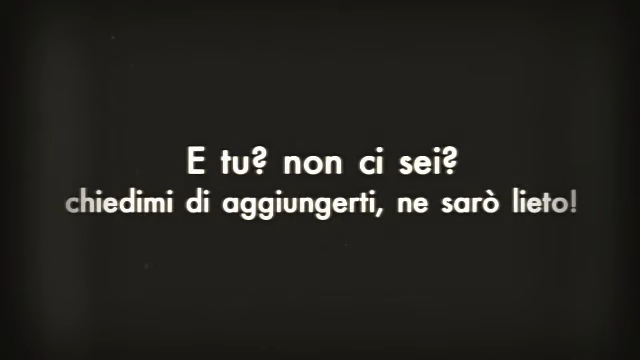 E tu? non ci sei?
chiedimi di aggiungerti, ne sarò lieto!